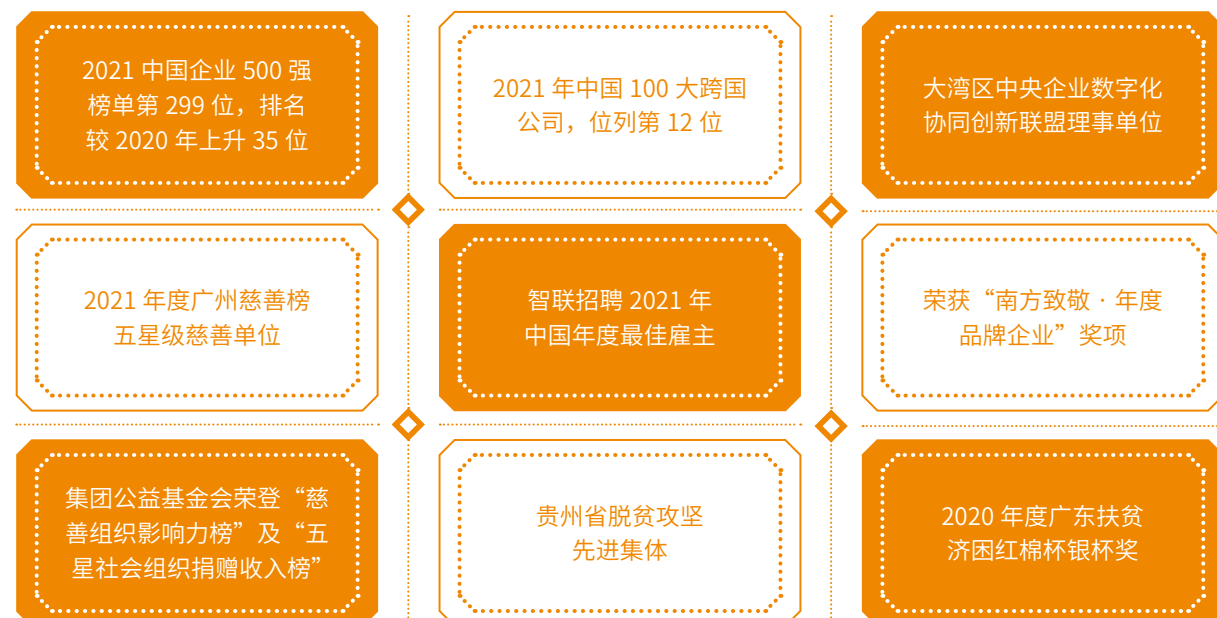 2021 中国企业 500 强
榜单第 299 位，排名
较 2020 年上升 35 位
2021 年中国 100 大跨国
公司，位列第 12 位
大湾区中央企业数字化
协同创新联盟理事单位
2021 年度广州慈善榜
五星级慈善单位
智联招聘 2021 年
中国年度最佳雇主
荣获“南方致敬 · 年度
品牌企业”奖项
集团公益基金会荣登“慈
善组织影响力榜”及“五
星社会组织捐赠收入榜”
贵州省脱贫攻坚
先进集体
2020 年度广东扶贫
济困红棉杯银杯奖